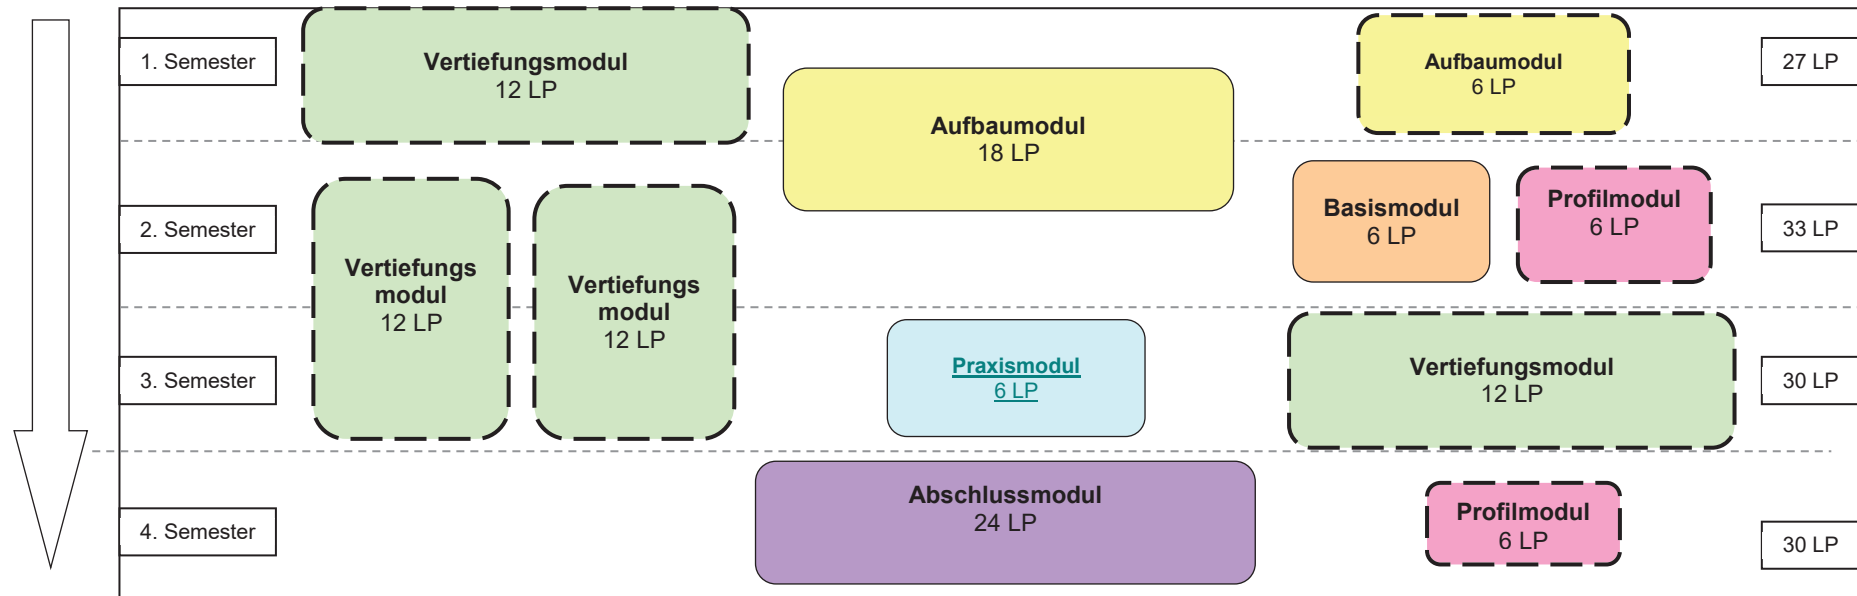 1. Semester
Vertiefungsmodul
12 LP
Aufbaumodul
18 LP
Aufbaumodul
6 LP
27 LP
2. Semester
Vertiefungs
modul
12 LP
Vertiefungs
modul
12 LP
Basismodul
6 LP
Profilmodul
6 LP
33 LP
3. Semester
Praxismodul
6 LP
Vertiefungsmodul
12 LP
30 LP
4. Semester
Abschlussmodul
24 LP
Profilmodul
6 LP
30 LP